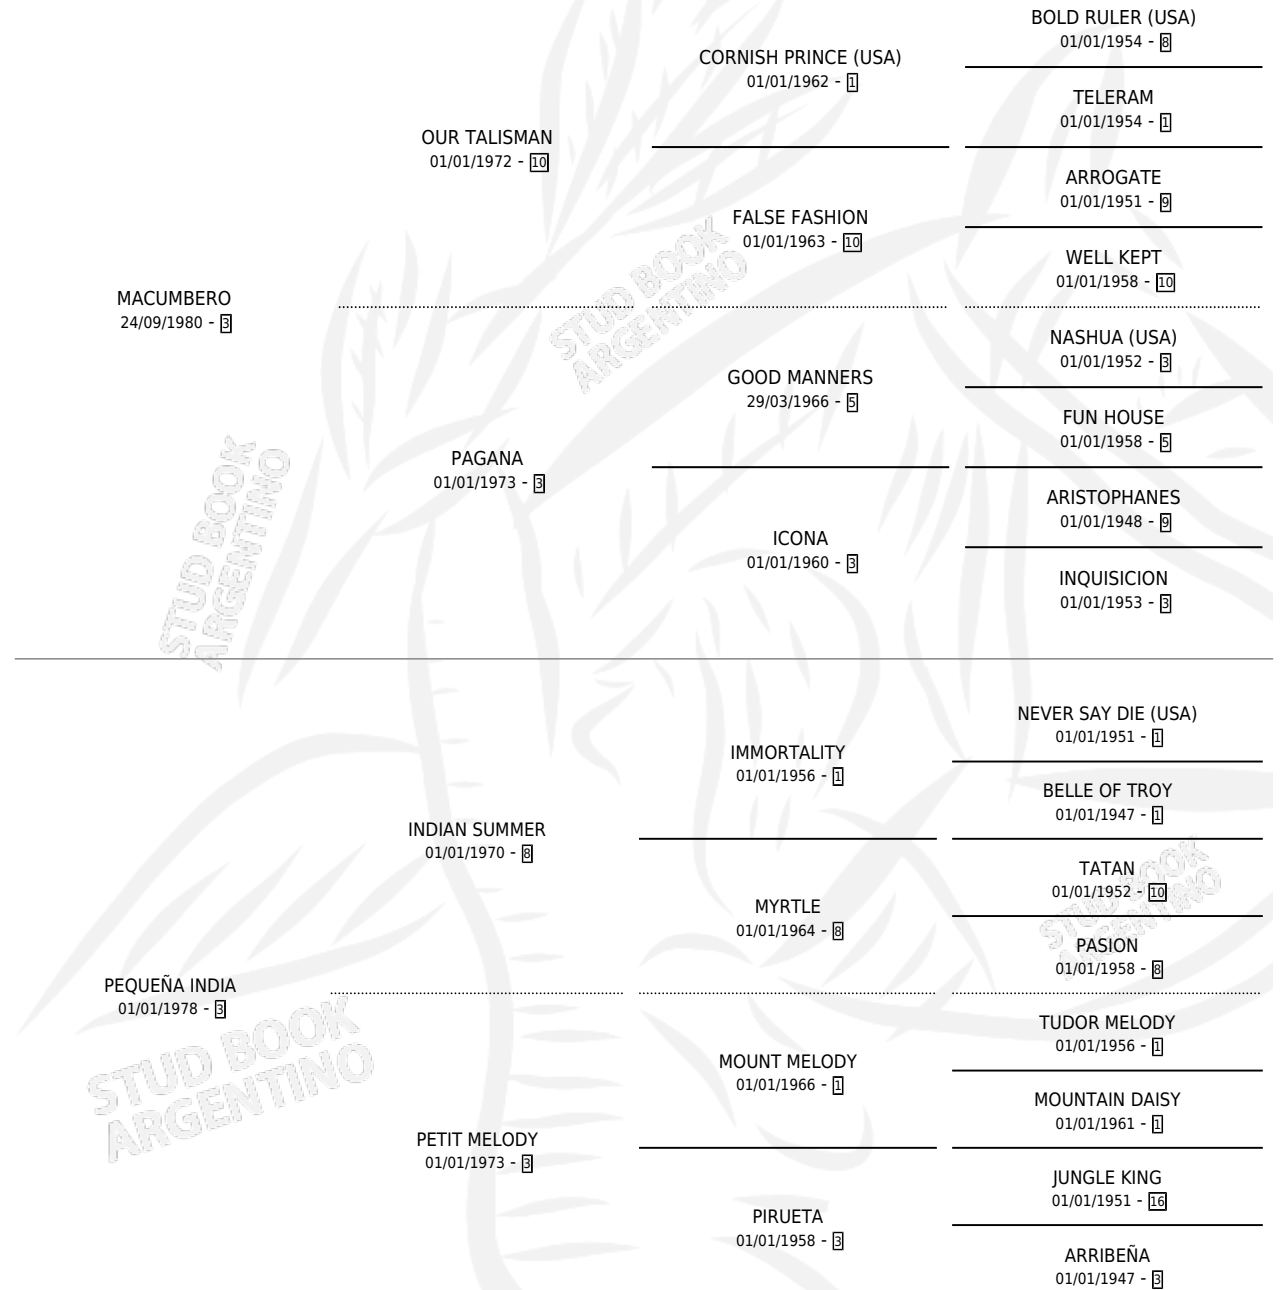 BOLD RULER (USA)
01/01/1954 - 8
CORNISH PRINCE (USA)
01/01/1962 - 1
TELERAM
01/01/1954 - 1
OUR TALISMAN
01/01/1972 - 10
ARROGATE
01/01/1951 - 9
FALSE FASHION
01/01/1963 - 10
WELL KEPT
01/01/1958 - 10
MACUMBERO
24/09/1980 - 3
NASHUA (USA)
01/01/1952 - 3
GOOD MANNERS
29/03/1966 - 5
FUN HOUSE
01/01/1958 - 5
PAGANA
01/01/1973 - 3
ARISTOPHANES
01/01/1948 - 9
ICONA
01/01/1960 - 3
INQUISICION
01/01/1953 - 3
NEVER SAY DIE (USA)
01/01/1951 - 1
IMMORTALITY
01/01/1956 - 1
BELLE OF TROY
01/01/1947 - 1
INDIAN SUMMER
01/01/1970 - 8
TATAN
01/01/1952 - 10
MYRTLE
01/01/1964 - 8
PASION
01/01/1958 - 8
PEQUEÑA INDIA
01/01/1978 - 3
TUDOR MELODY
01/01/1956 - 1
MOUNT MELODY
01/01/1966 - 1
MOUNTAIN DAISY
01/01/1961 - 1
PETIT MELODY
01/01/1973 - 3
JUNGLE KING
01/01/1951 - 16
PIRUETA
01/01/1958 - 3
ARRIBEÑA
01/01/1947 - 3
STUD BOOK
ARGENTINO
STUD BOOK
ARGENTINO
STUD BOOK
ARGENTINO
STUD BOOK
ARGENTINO